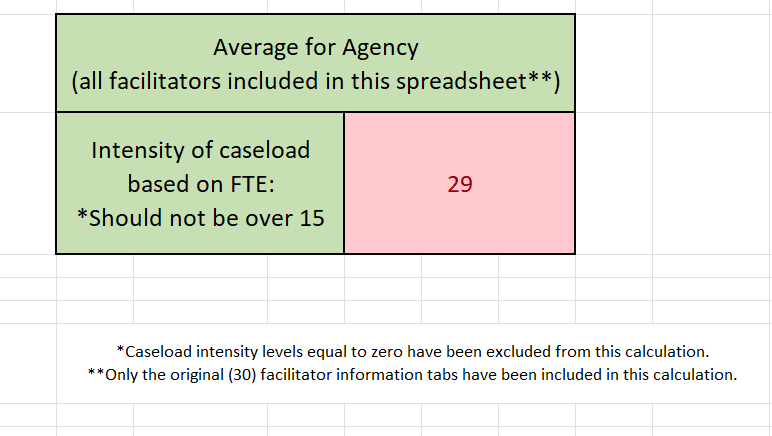 Average for Agency
(all facilitators included in this spreadsheet**)
Intensity of caseload
based on FTE:
*Should not be over 15
29
*Caseload intensity levels equal to zero have been excluded from this calculation.
**Only the original (30) facilitator information tabs have been included in this calculation.